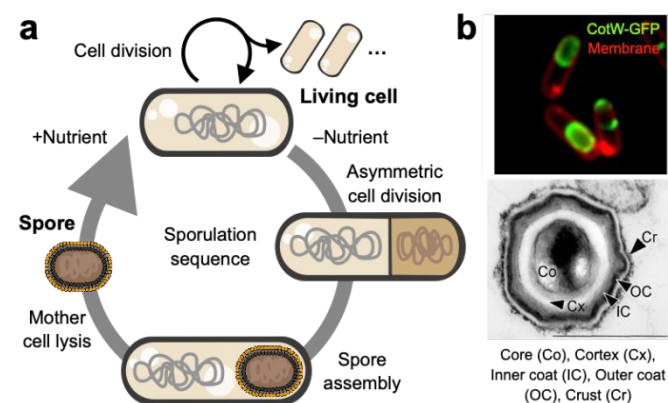 a
Cell division
...
Living cell
+Nutrient
–Nutrient
Asymmetric
cell division
Spore
Sporulation
sequence
Mother
cell lysis
Spore
assembly
b
CotW-GFP
Membrane
Co
Cx
IC
OC
Cr
Core (Co), Cortex (Cx),
Inner coat (IC), Outer coat
(OC), Crust (Cr)